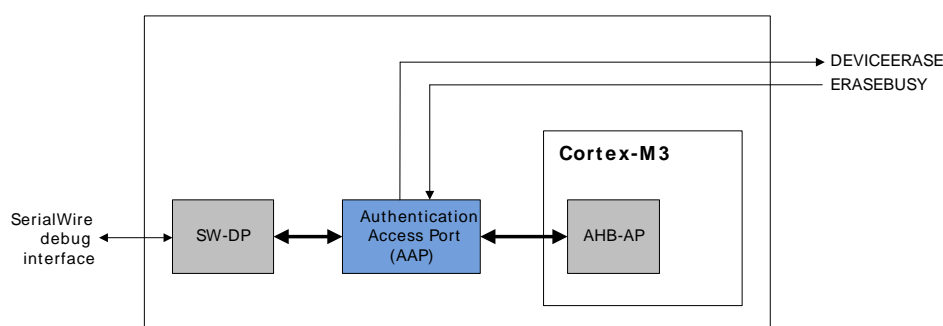 DEVICEERASE
ERASEBUSY
Cortex-M3
SerialWire
debug
interface
SW-DP
Authentication
Access Port
(AAP)
AHB-AP